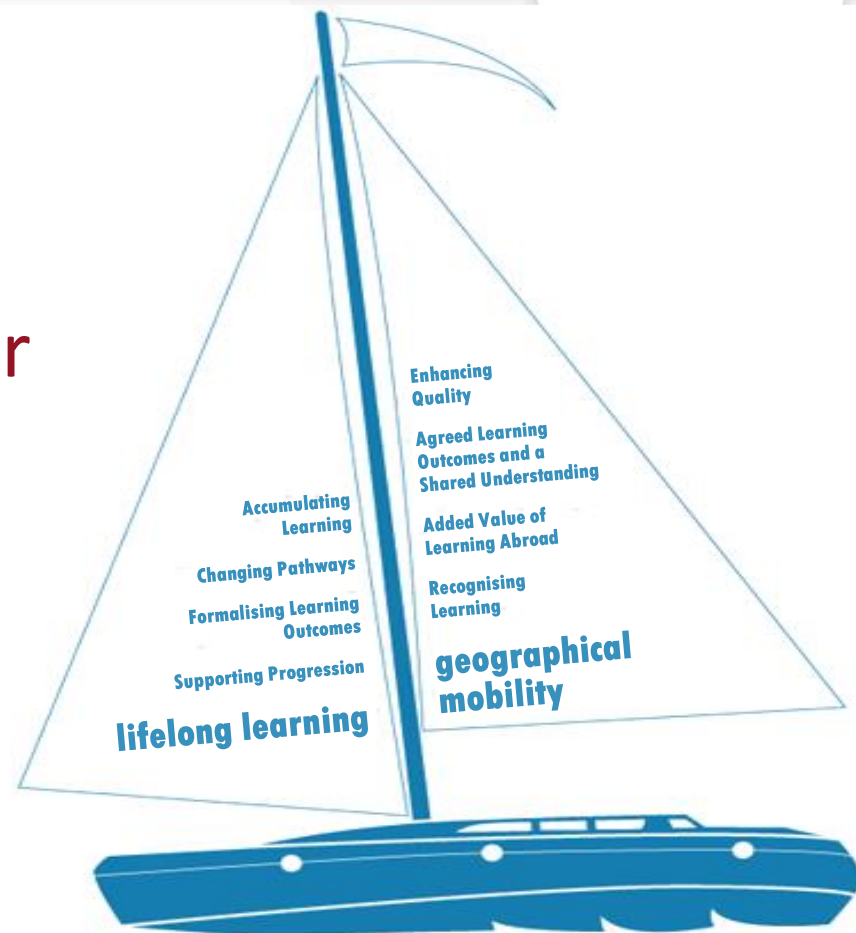 r
Accumulating
Learning
Changing Pathways
Formalising Learning
Outcomes
Supporting Progression
lifelong learning
Enhancing
Quality
Agreed Learning
Outcomes and a
Shared Understanding
Added Value of
Learning Abroad
Recognising
Learning
geographical
mobility